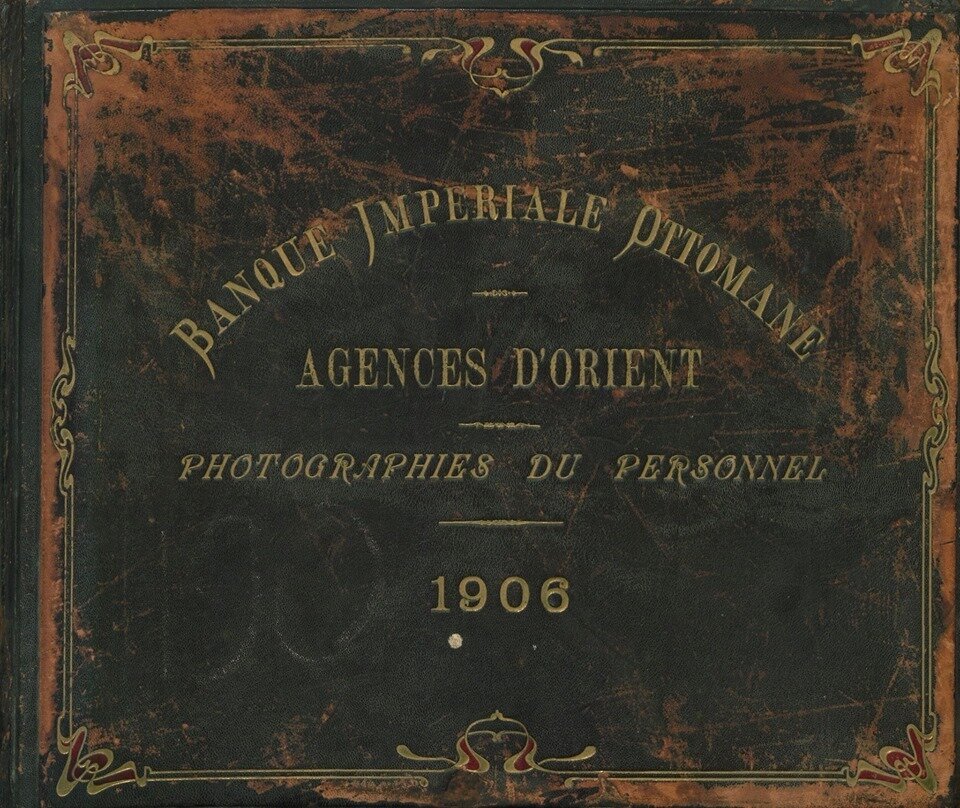 BANQUE IMPERIALE OTTOMANE
AGENCES D'ORIENT
PHOTOGRAPHIES DU PERSONNEL
1906